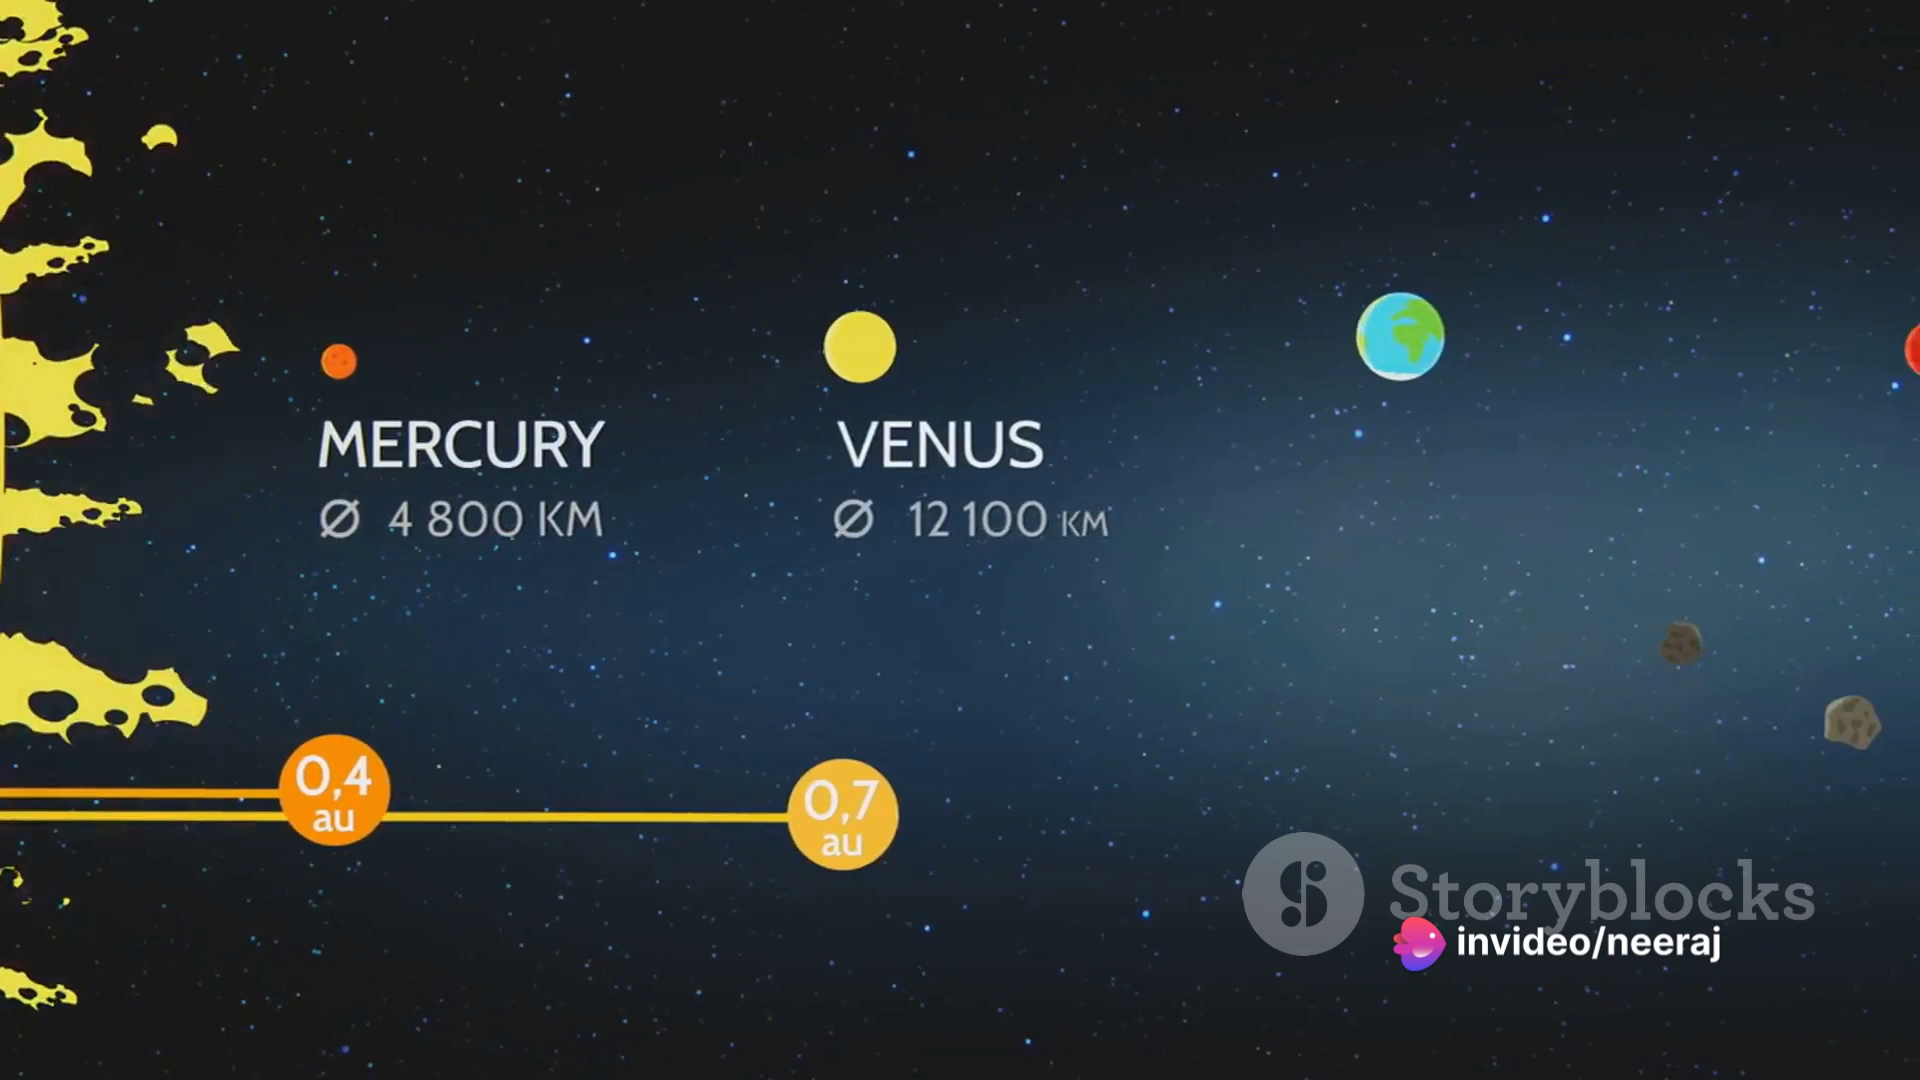 MERCURY
Ø 4 800 KM
VENUS
Ø 12 100 KM
0,4
au
0,7
au
Storyblocks
invideo/neeraj